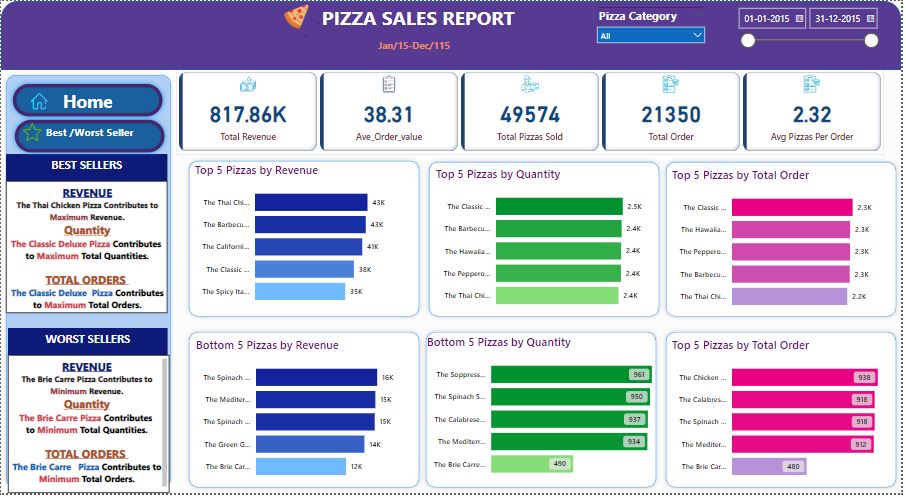 PIZZA SALES REPORT
Jan/15-Dec/115
Pizza Category
All
01-01-2015
31-12-2015
Home
Best /Worst Seller
817.86K
Total Revenue
38.31
Ave_Order_value
49574
Total Pizzas Sold
21350
Total Order
2.32
Avg Pizzas Per Order
BEST SELLERS
REVENUE
The Thai Chicken Pizza Contributes to
Maximum Revenue.
Quantity
The Classic Deluxe Pizza Contributes
to Maximum Total Quantities.
TOTAL ORDERS
The Classic Deluxe Pizza Contributes
to Maximum Total Orders.
WORST SELLERS
REVENUE
The Brie Carre Pizza Contributes to
Minimum Revenue.
Quantity
The Brie Carre Pizza Contributes
to Minimum Total Quantities.
TOTAL ORDERS
The Brie Carre Pizza Contributes to
Minimum Total Orders.
Top 5 Pizzas by Revenue
The Thai Chi... 43K
The Barbecu... 43K
The Californi... 41K
The Classic ... 38K
The Spicy Ita... 35K
Top 5 Pizzas by Quantity
The Classic ... 2.5K
The Barbecu... 2.4K
The Hawaiia... 2.4K
The Peppero... 2.4K
The Thai Chi... 2.4K
Top 5 Pizzas by Total Order
The Classic ... 2.3K
The Hawaiia... 2.3K
The Peppero... 2.3K
The Barbecu... 2.3K
The Thai Chi... 2.2K
Bottom 5 Pizzas by Revenue
The Spinach ... 16K
The Mediter... 15K
The Spinach ... 15K
The Green G... 14K
The Brie Car... 12K
Bottom 5 Pizzas by Quantity
The Soppress... 961
The Spinach S... 950
The Calabrese... 937
The Mediterr... 934
The Brie Carre... 490
Top 5 Pizzas by Total Order
The Chicken ... 938
The Calabres... 918
The Spinach ... 918
The Mediter... 912
The Brie Car... 480